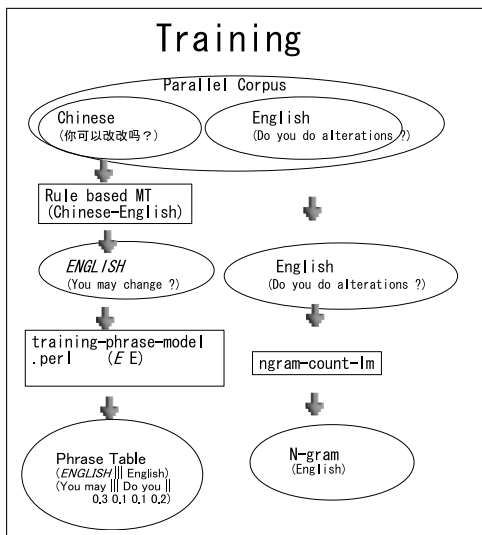 Training
Parallel Corpus
Chinese
(你可以改改吗?)
English
(Do you do alterations ?)
Rule based MT
(Chinese-English)
ENGLISH
(You may change ?)
English
(Do you do alterations ?)
training-phrase-model
.perl (E E)
ngram-count-lm
Phrase Table
(ENGLISH ||| English)
(You may ||| Do you ||
0.3 0.1 0.1 0.2)
N-gram
(English)